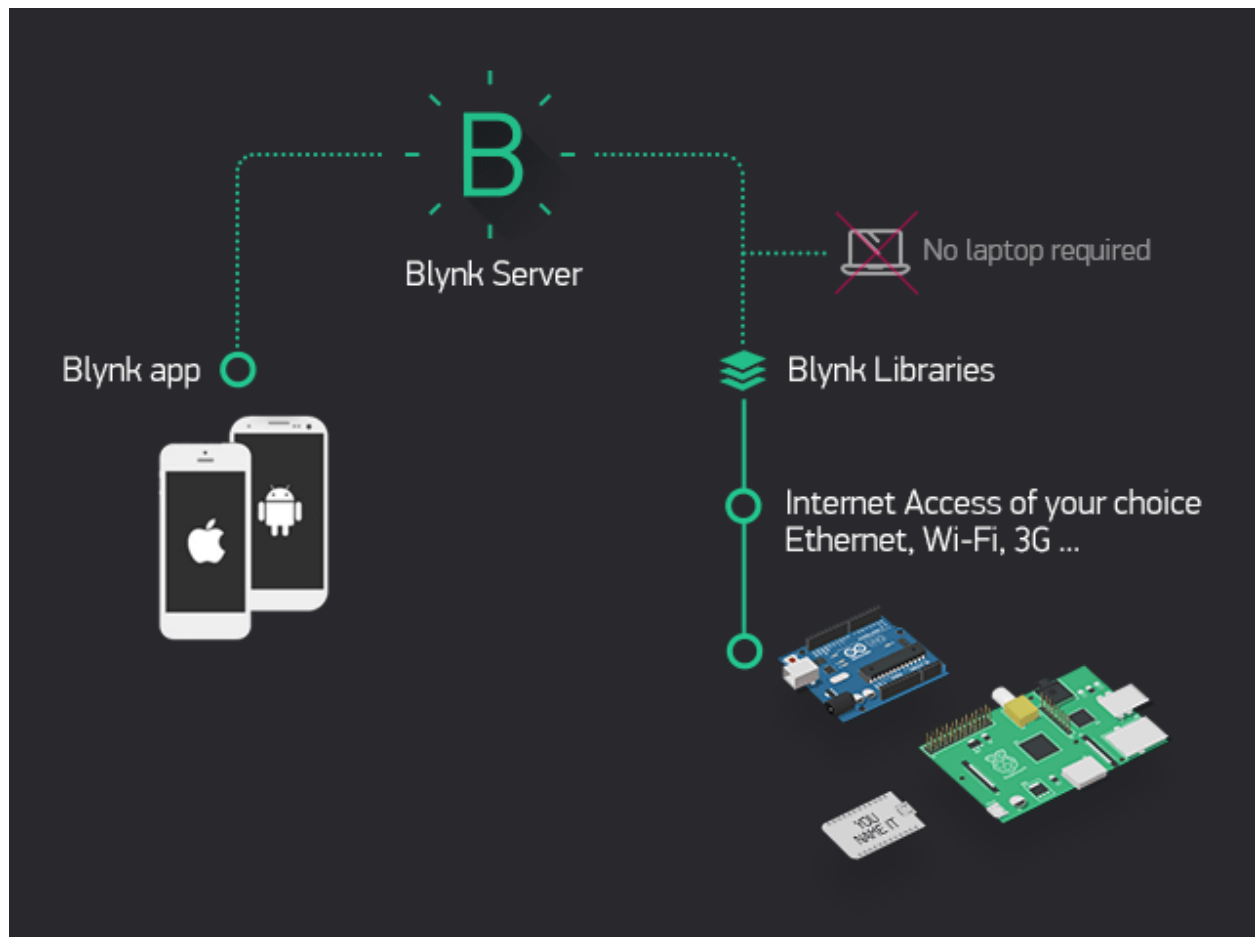 B
Blynk Server
No laptop required
Blynk app
Blynk Libraries
Internet Access of your choice
Ethernet, Wi-Fi, 3G ...
UNO
YOU
NAME IT